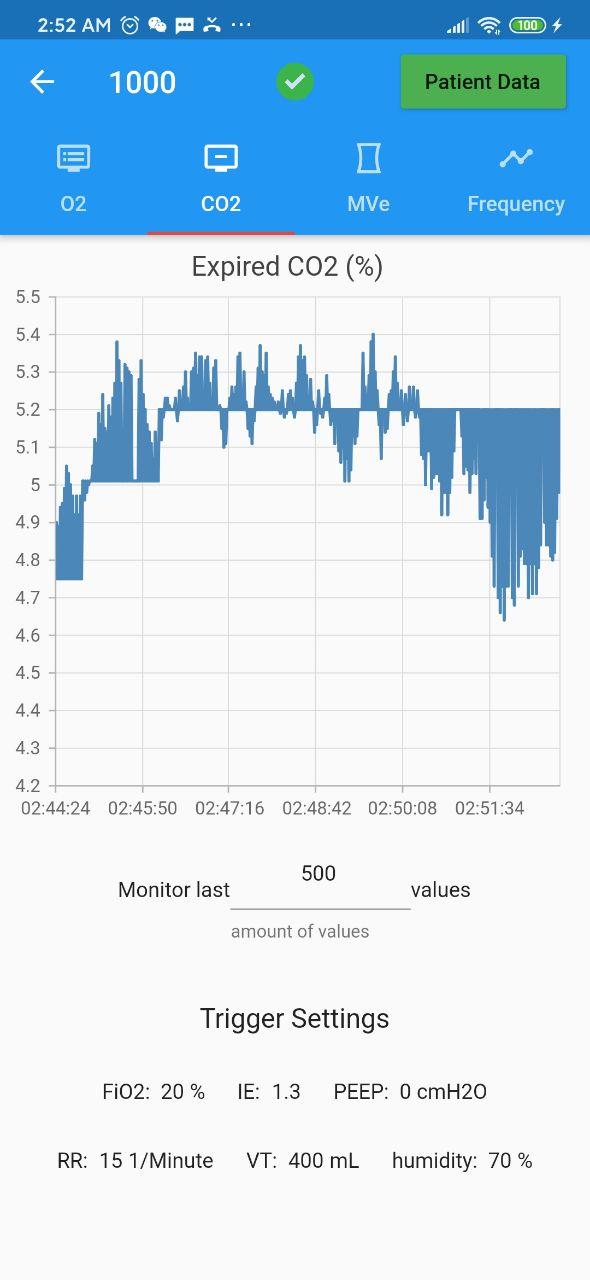 2:52 AM ... 100
1000 Patient Data
O2 CO2 MVe Frequency
Expired CO2 (%)
5.5
5.4
5.3
5.2
5.1
5
4.9
4.8
4.7
4.6
4.5
4.4
4.3
4.2
02:44:24 02:45:50 02:47:16 02:48:42 02:50:08 02:51:34
500
Monitor last values
amount of values
Trigger Settings
FiO2: 20 % IE: 1.3 PEEP: 0 cmH2O
RR: 15 1/Minute VT: 400 mL humidity: 70 %